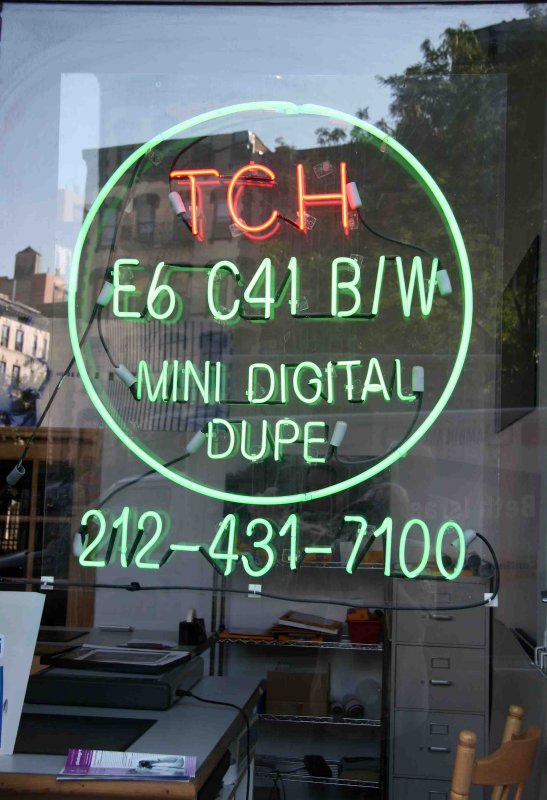 TCH
E6 C41 B/W
MINI DIGITAL
DUPE
212-431-7100